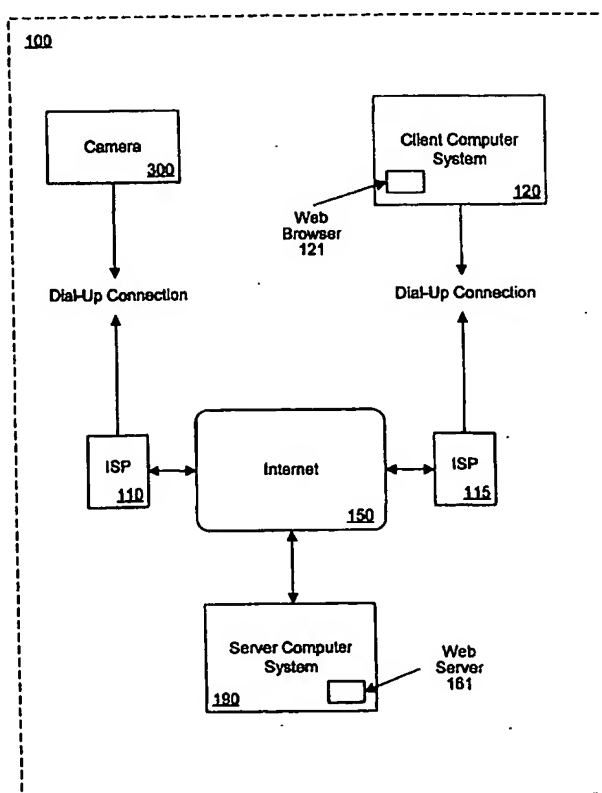 100
Camera
300
Client Computer
System
120
Web
Browser
121
Dial-Up Connection
Dial-Up Connection
ISP
110
Internet
150
ISP
115
Server Computer
System
190
Web
Server
161